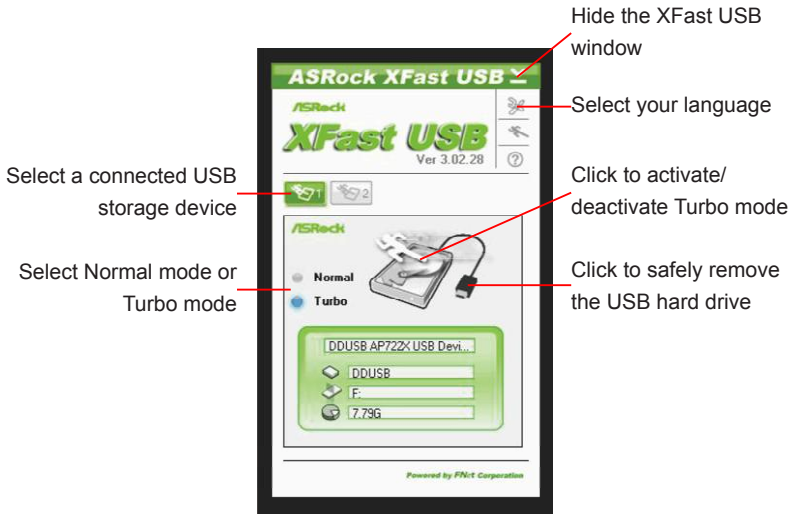 Hide the XFast USB
window
ASRock XFast USB
ASRock
Select your language
XFast USB
Ver 3.02.28
Select a connected USB
storage device
1
2
Click to activate/
deactivate Turbo mode
ASRock
Select Normal mode or
Turbo mode
Normal
Turbo
Click to safely remove
the USB hard drive
DDUSB AP72ZX USB Devi...
DDUSB
F:
7.79G
Powered by FNet Corporation